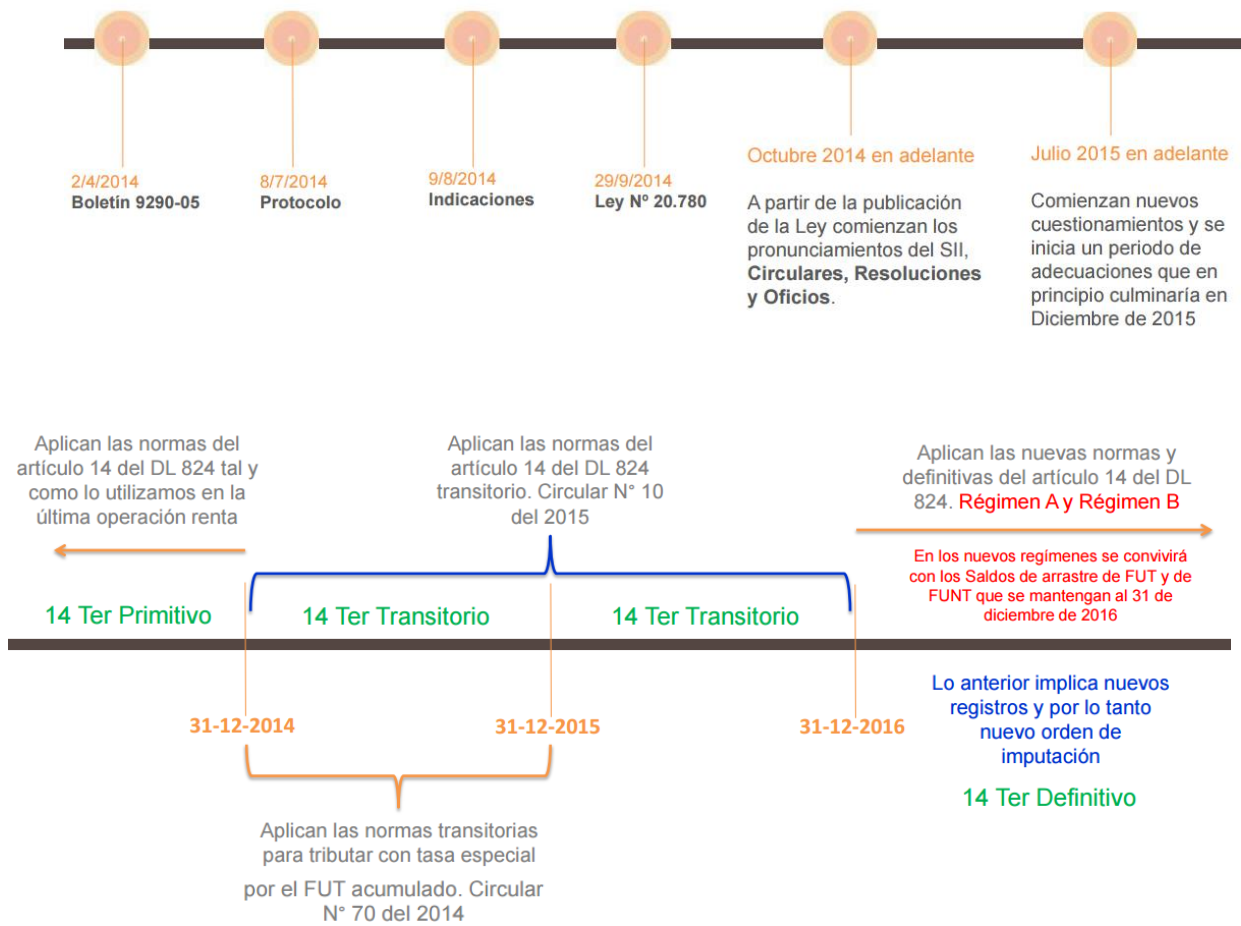 2/4/2014
Boletín 9290-05
8/7/2014
Protocolo
9/8/2014
Indicaciones
29/9/2014
Ley Nº 20.780
Octubre 2014 en adelante
A partir de la publicación
de la Ley comienzan los
pronunciamientos del SII,
Circulares, Resoluciones
y Oficios.
Julio 2015 en adelante
Comienzan nuevos
cuestionamientos y se
inicia un periodo de
adecuaciones que en
principio culminaría en
Diciembre de 2015
Aplican las normas del
artículo 14 del DL 824 tal y
como lo utilizamos en la
última operación renta
Aplican las normas del
artículo 14 del DL 824
transitorio. Circular N° 10
del 2015
Aplican las nuevas normas y
definitivas del artículo 14 del DL
824. Régimen A y Régimen B
En los nuevos regímenes se convivirá
con los Saldos de arrastre de FUT y de
FUNT que se mantengan al 31 de
diciembre de 2016
14 Ter Primitivo
14 Ter Transitorio
14 Ter Transitorio
31-12-2014
31-12-2015
31-12-2016
Lo anterior implica nuevos
registros y por lo tanto
nuevo orden de
imputación
14 Ter Definitivo
Aplican las normas transitorias
para tributar con tasa especial
por el FUT acumulado. Circular
N° 70 del 2014